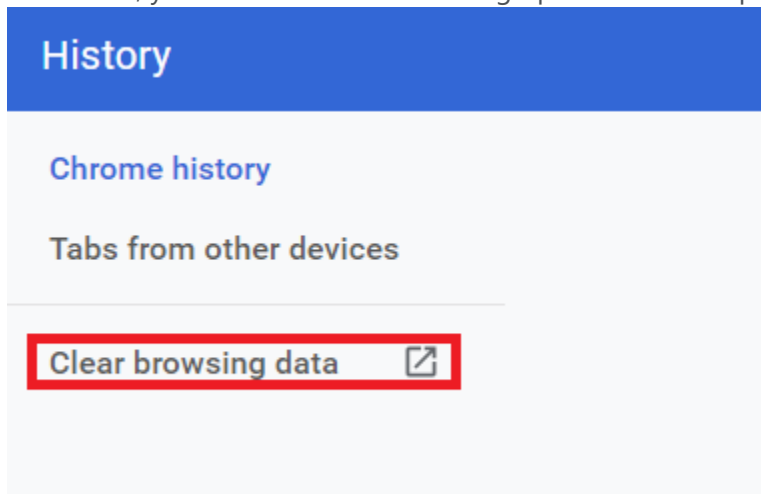 History
Chrome history
Tabs from other devices
Clear browsing data